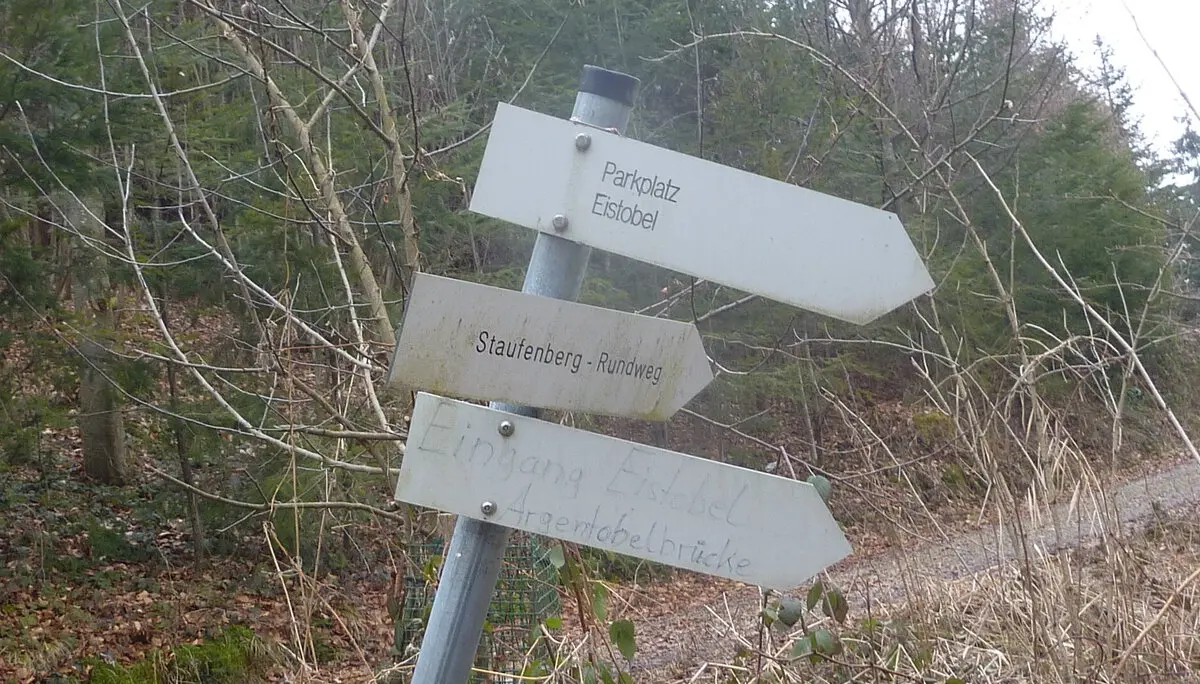 Parkplatz
Eistobel
Staufenberg - Rundweg
Eingang Eistobel
Argentobelbrücke